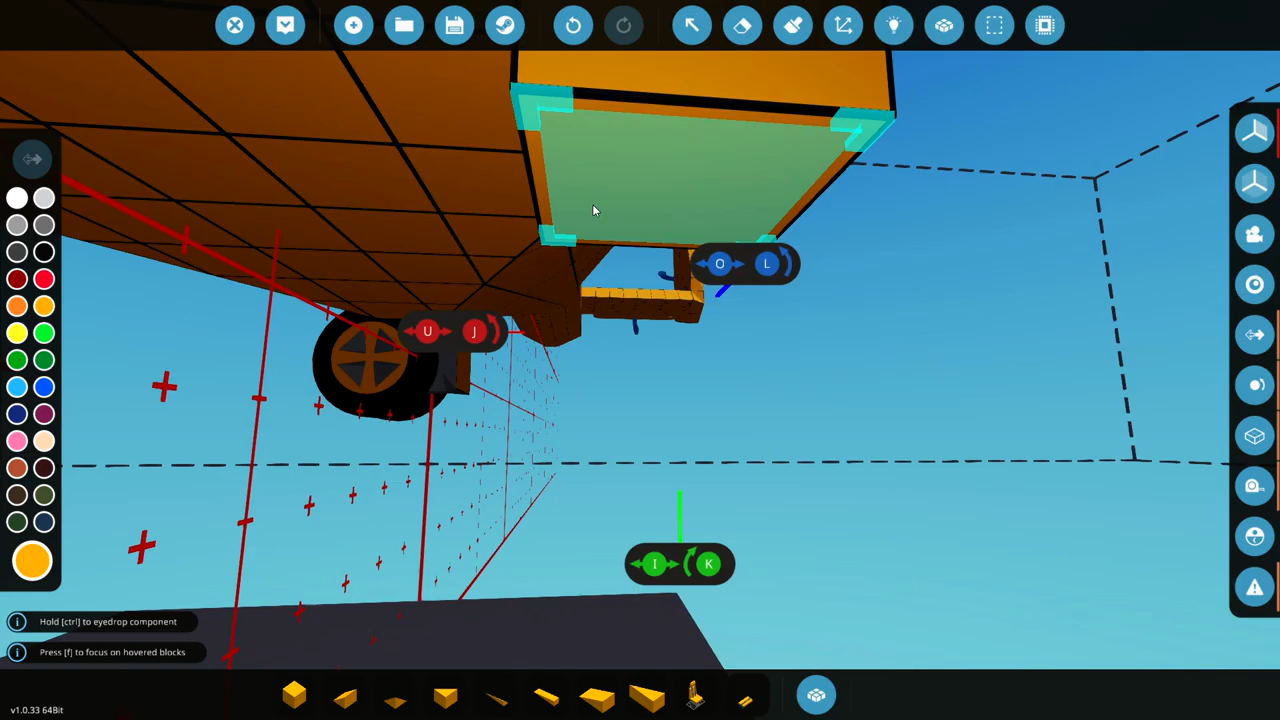 O L
U J
I K
Hold [ctrl] to eyedrop component
Press [f] to focus on hovered blocks
v1.0.33 64Bit